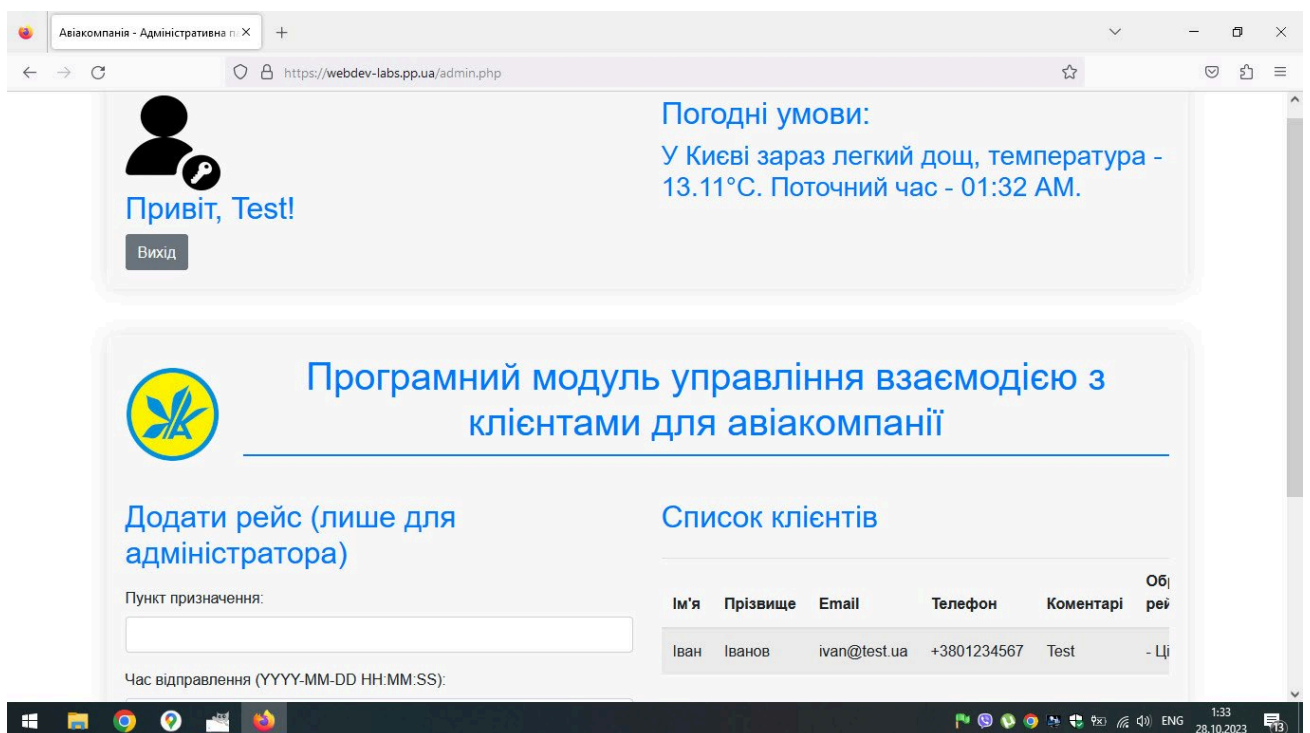 Авіакомпанія - Адміністративна п
https://webdev-labs.pp.ua/admin.php
Привіт, Test!
Вихід
Погодні умови:
У Києві зараз легкий дощ, температура -
13.11°C. Поточний час - 01:32 AM.
Програмний модуль управління взаємодією з
клієнтами для авіакомпанії
Додати рейс (лише для
адміністратора)
Пункт призначення:
Час відправлення (YYYY-MM-DD HH:MM:SS):
Список клієнтів
Ім'я Прізвище Email Телефон Коментарі
Іван Іванов ivan@test.ua +3801234567 Test
ENG
1:33
28.10.2023
13